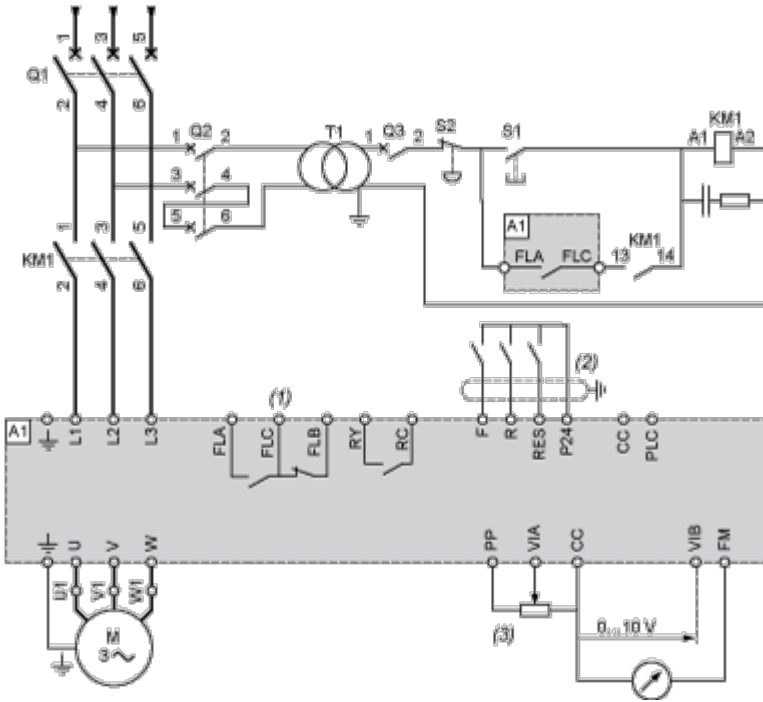 1 3 5
Q1
2 4 6
1 Q2 2
3 4
5 6
T1
1 Q3 2
S2
S1
KM1
A1 A2
A1
FLA FLC
KM1
13 14
1 3 5
KM1
2 4 6
(1)
(2)
A1
L1 L2 L3
FLA FLC FLB RY RC
F R RES P24 CC PLC
U V W
PP VIA CC VIB FM
U1 V1 W1
M
3
(3)
0...10 V